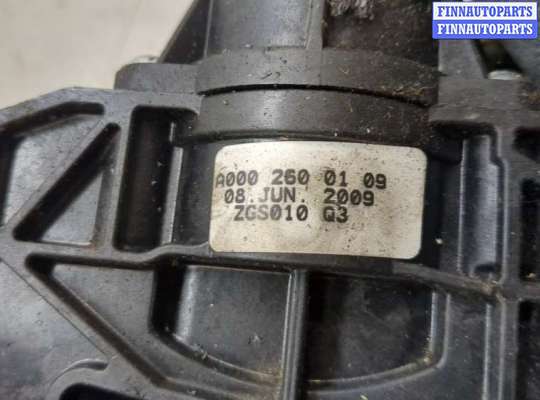 FINNAUTOPARTS
FINNAUTOPARTS
A000 260 01 09
08.JUN. 2009
ZGS010 Q3